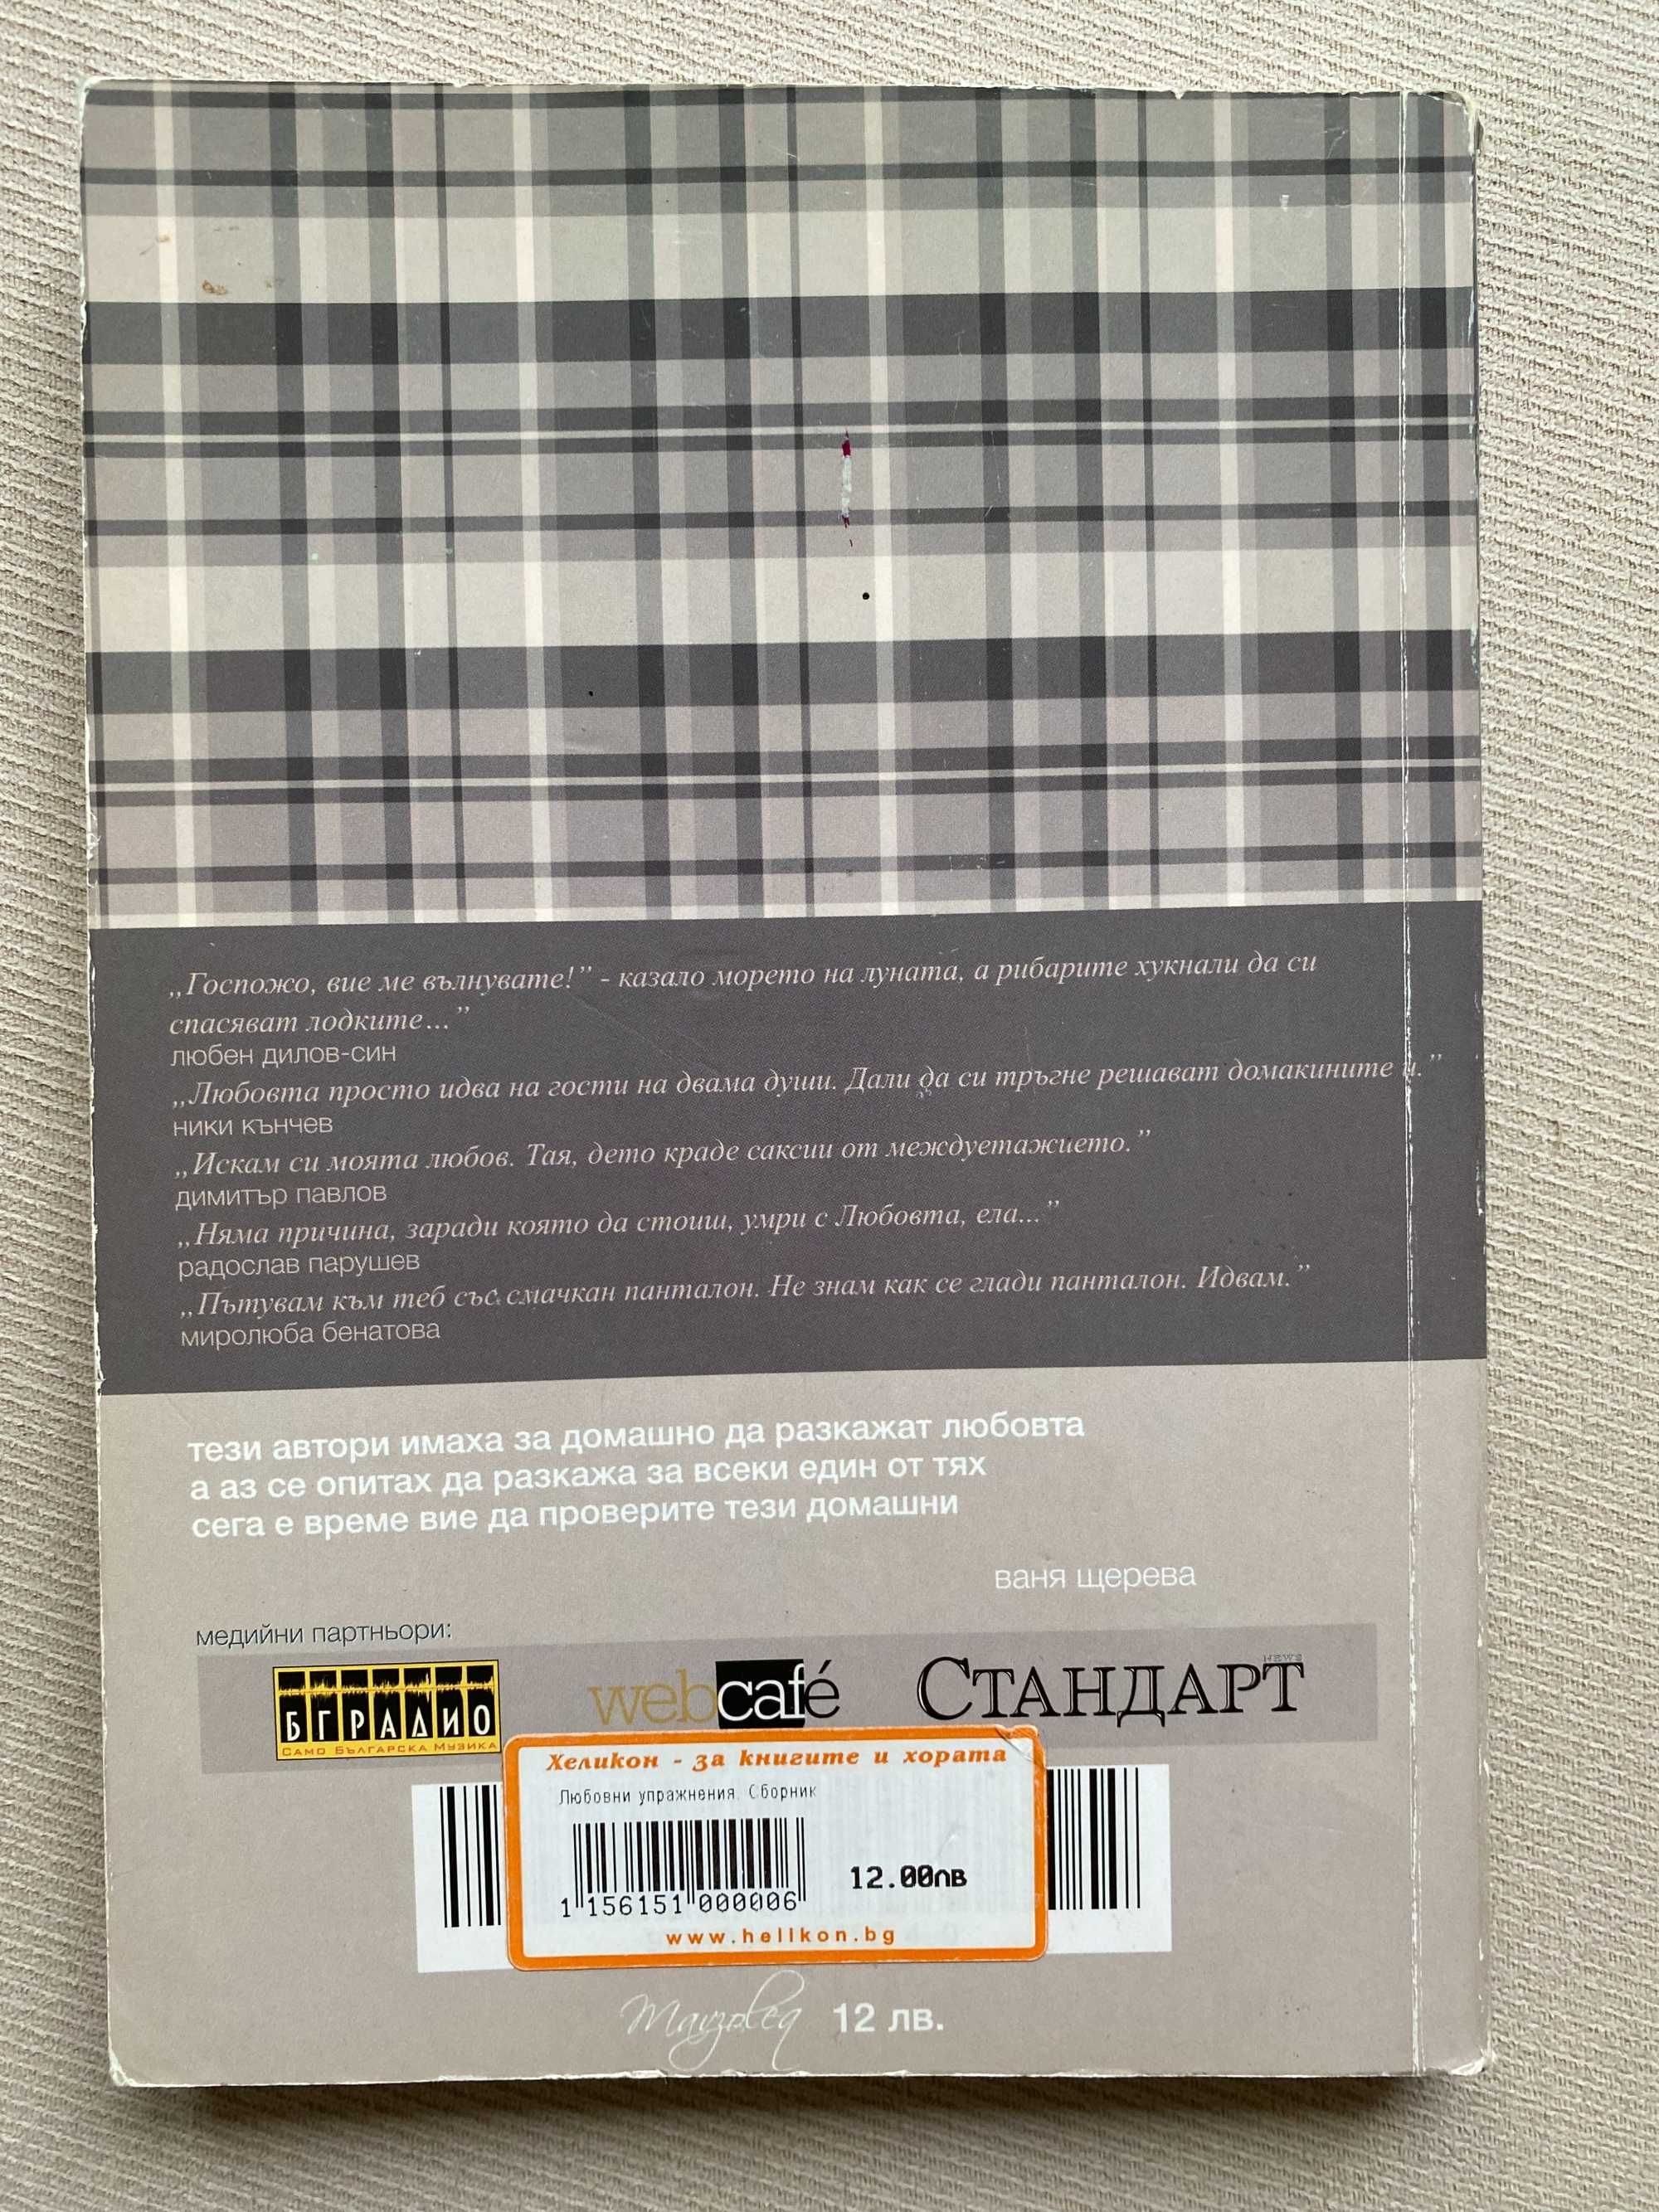 „Госпожо, вие ме вълнувате!” - казало морето на луната, а рибарите хукнали да си
спасяват лодките...”
любен дилов-син
„Любовта просто идва на гости на двама души. Дали да си тръгне решават домакините ѝ.”
ники кънчев
„Искам си моята любов. Тая, дето краде саксии от междуетажието.”
димитър павлов
„Няма причина, заради която да стоиш, умри с Любовта, ела...”
радослав парушев
„Пътувам към теб със смачкан панталон. Не знам как се глади панталон. Идвам.”
миролюба бенатова
тези автори имаха за домашно да разкажат любовта
а аз се опитах да разкажа за всеки един от тях
сега е време вие да проверите тези домашни
ваня щерева
медийни партньори:
БГ РАДИО
САМО БЪЛГАРСКА МУЗИКА
webcafé
СТАНДАРТ
NEWS
Хеликон - за книгите и хората
Любовни упражнения. Сборник
12.00лв
1 156151 000006
www.helikon.bg
12 лв.